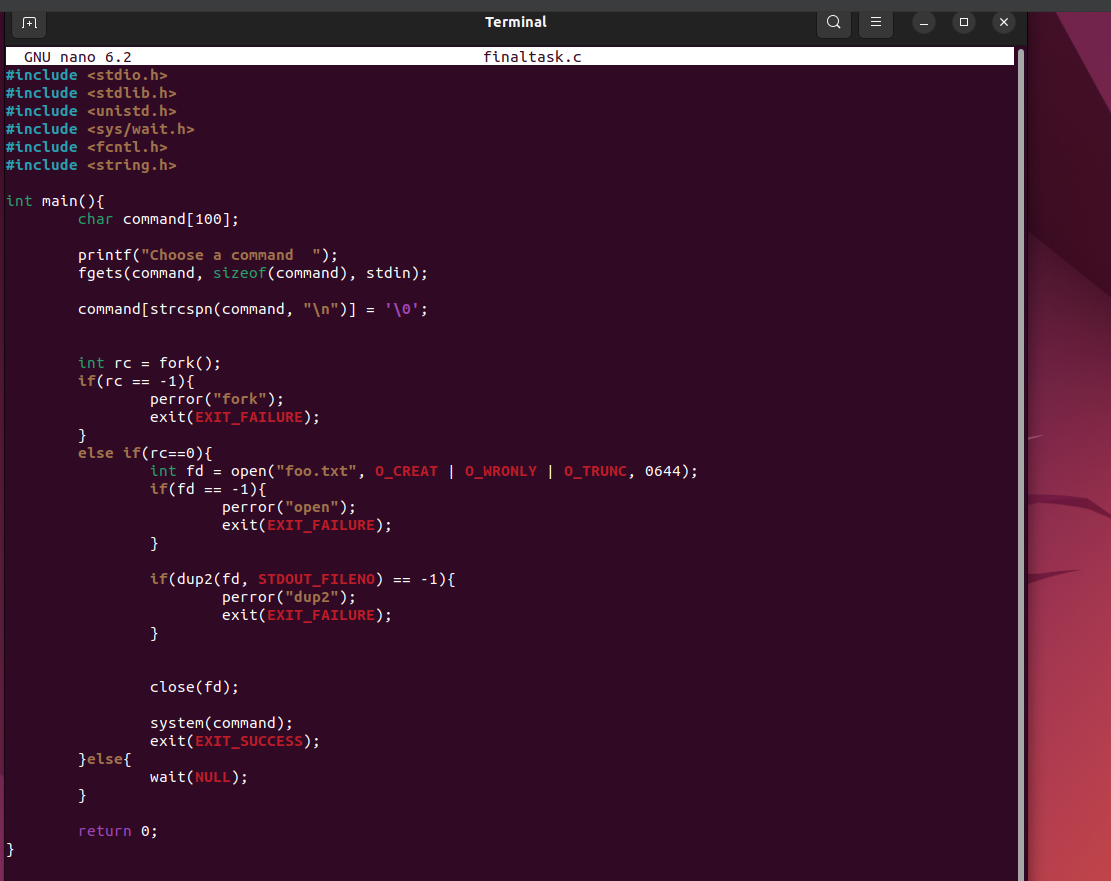 Terminal
GNU nano 6.2 finaltask.c
#include <stdio.h>
#include <stdlib.h>
#include <unistd.h>
#include <sys/wait.h>
#include <fcntl.h>
#include <string.h>
int main(){
        char command[100];
        printf("Choose a command  ");
        fgets(command, sizeof(command), stdin);
        command[strcspn(command, "\n")] = '\0';
        int rc = fork();
        if(rc == -1){
                perror("fork");
                exit(EXIT_FAILURE);
        }
        else if(rc==0){
                int fd = open("foo.txt", O_CREAT | O_WRONLY | O_TRUNC, 0644);
                if(fd == -1){
                        perror("open");
                        exit(EXIT_FAILURE);
                }
                if(dup2(fd, STDOUT_FILENO) == -1){
                        perror("dup2");
                        exit(EXIT_FAILURE);
                }
                close(fd);
                system(command);
                exit(EXIT_SUCCESS);
        }else{
                wait(NULL);
        }
        return 0;
}